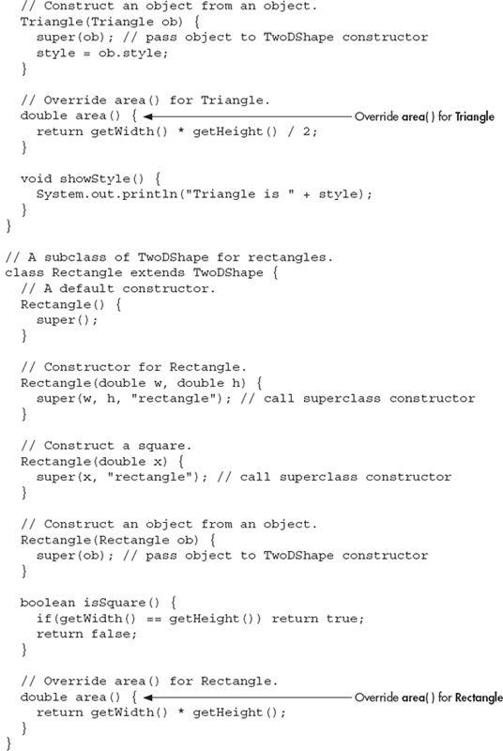 // Construct an object from an object.
Triangle(Triangle ob) {
super(ob); // pass object to TwoDShape constructor
style = ob.style;
}
// Override area() for Triangle.
double area() { Override area( ) for Triangle
return getWidth() * getHeight() / 2;
}
void showStyle() {
System.out.println("Triangle is " + style);
}
}
// A subclass of TwoDShape for rectangles.
class Rectangle extends TwoDShape {
// A default constructor.
Rectangle() {
super();
}
// Constructor for Rectangle.
Rectangle(double w, double h) {
super(w, h, "rectangle"); // call superclass constructor
}
// Construct a square.
Rectangle(double x) {
super(x, "rectangle"); // call superclass constructor
}
// Construct an object from an object.
Rectangle(Rectangle ob) {
super(ob); // pass object to TwoDShape constructor
}
boolean isSquare() {
if(getWidth() == getHeight()) return true;
return false;
}
// Override area() for Rectangle.
double area() { Override area( ) for Rectangle
return getWidth() * getHeight();
}
}